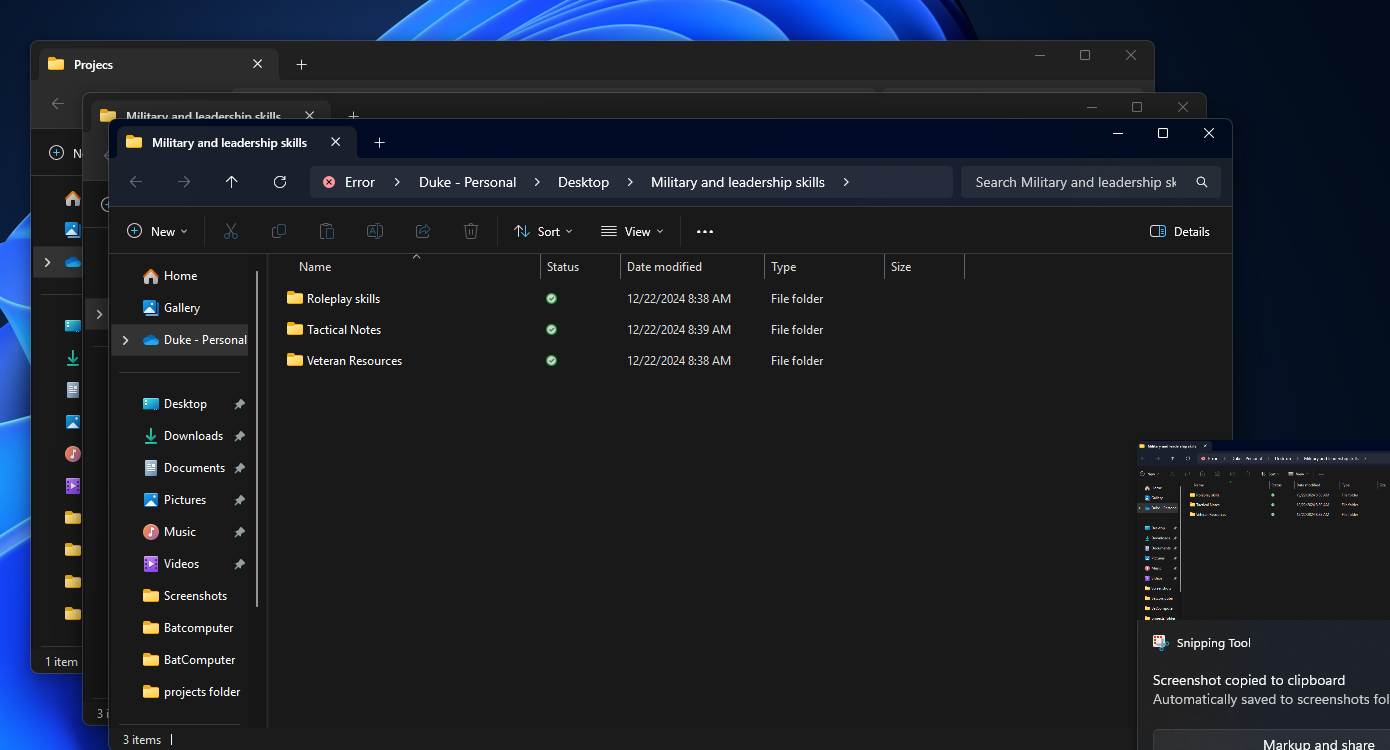 Projecs
Military and leadership skills
Military and leadership skills
Error > Duke - Personal > Desktop > Military and leadership skills >
Search Military and leadership sk
New
Sort
View
Details
Name
Status
Date modified
Type
Size
Home
Gallery
Duke - Personal
Desktop
Downloads
Documents
Pictures
Music
Videos
Screenshots
Batcomputer
BatComputer
projects folder
Roleplay skills 12/22/2024 8:38 AM File folder
Tactical Notes 12/22/2024 8:39 AM File folder
Veteran Resources 12/22/2024 8:38 AM File folder
1 item
3 items
Snipping Tool
Screenshot copied to clipboard
Automatically saved to screenshots fol
Markup and share